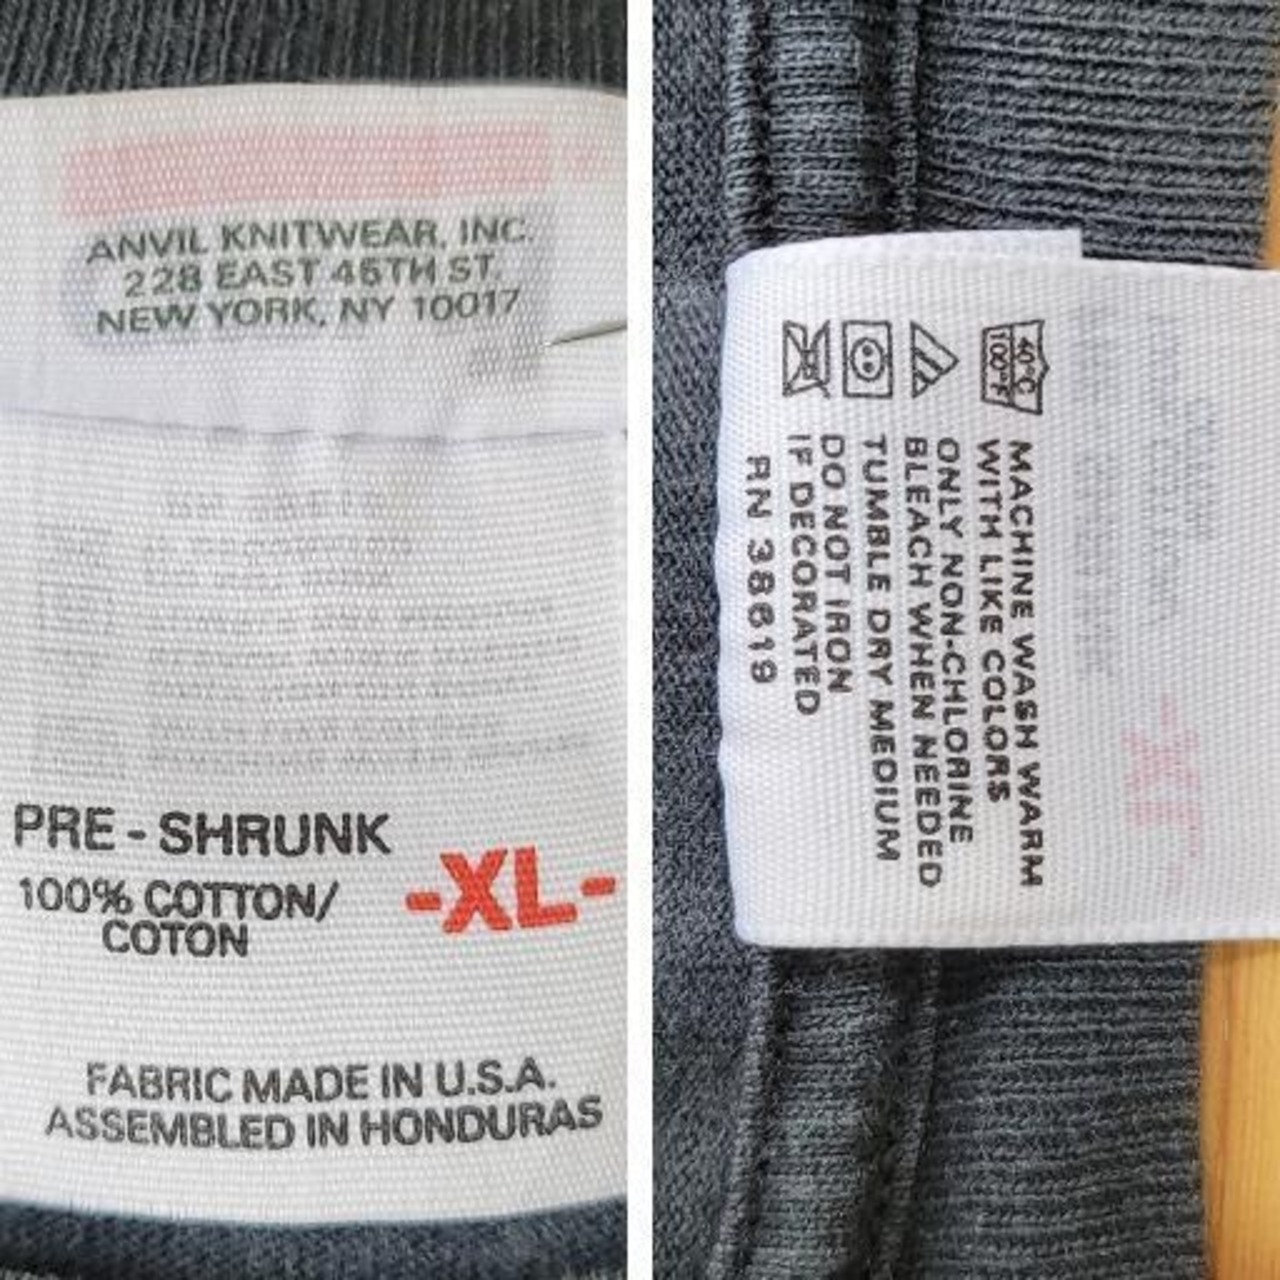 ANVIL KNITWEAR, INC.
228 EAST 45TH ST.
NEW YORK, NY 10017
PRE-SHRUNK
100% COTTON/
COTON
-XL-
FABRIC MADE IN U.S.A.
ASSEMBLED IN HONDURAS
40°C
100°F
MACHINE WASH WARM
WITH LIKE COLORS
ONLY NON-CHLORINE
BLEACH WHEN NEEDED
TUMBLE DRY MEDIUM
DO NOT IRON
IF DECORATED
RN 38619